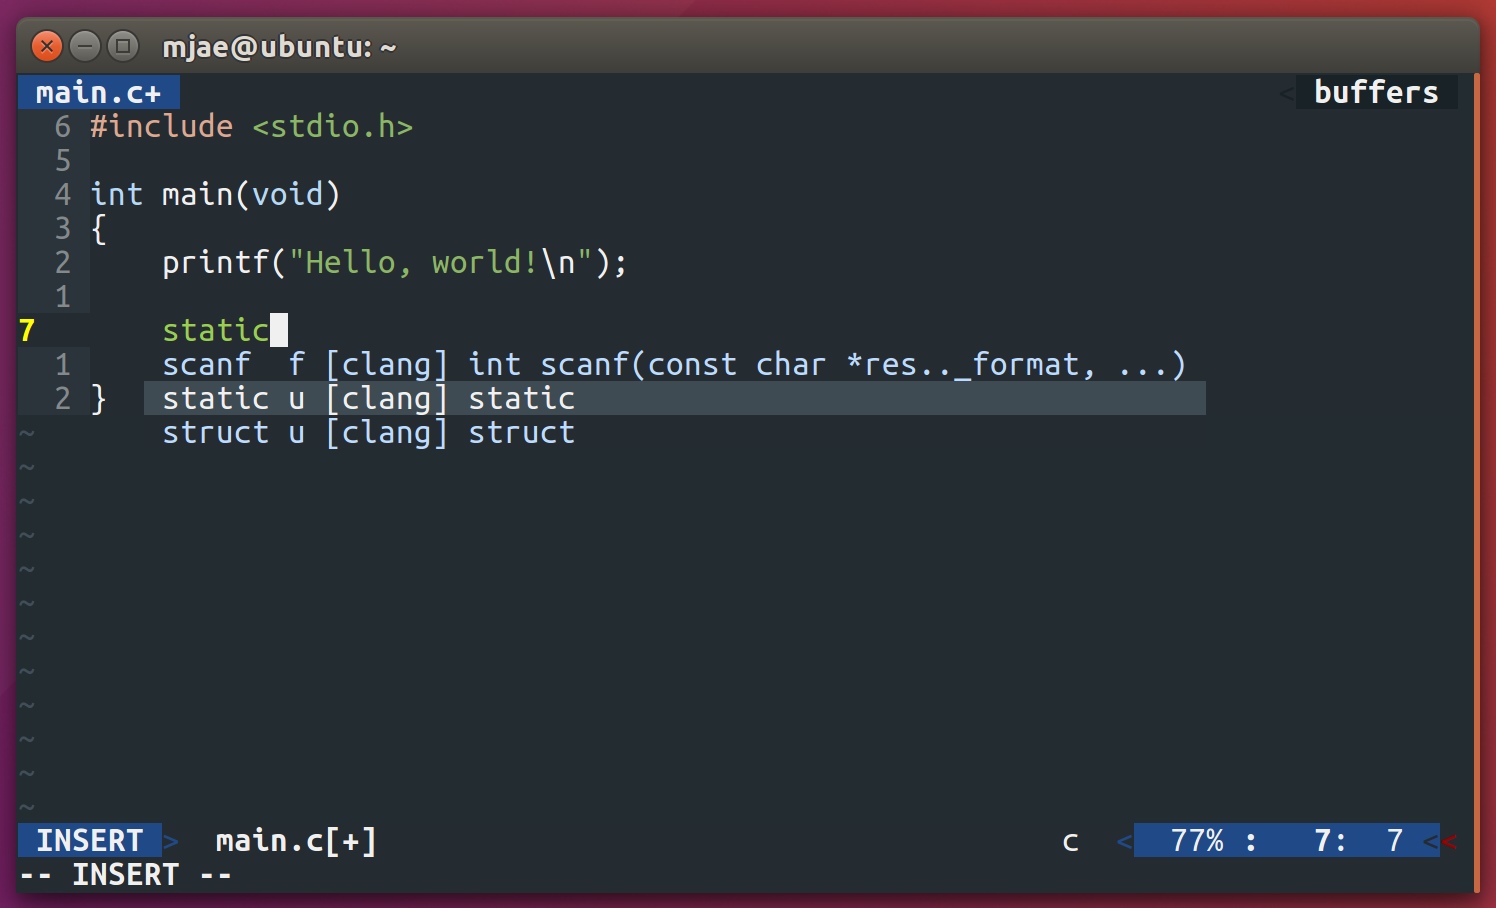 mjae@ubuntu: ~
main.c+ < buffers
6 #include <stdio.h>
5
4 int main(void)
3 {
2     printf("Hello, world!\n");
1
7     static
1     scanf  f [clang] int scanf(const char *res.._format, ...)
2 }   static u [clang] static
~     struct u [clang] struct
~
~
~
~
~
~
~
~
~
~
~
INSERT > main.c[+] c < 77% : 7: 7 <<
-- INSERT --